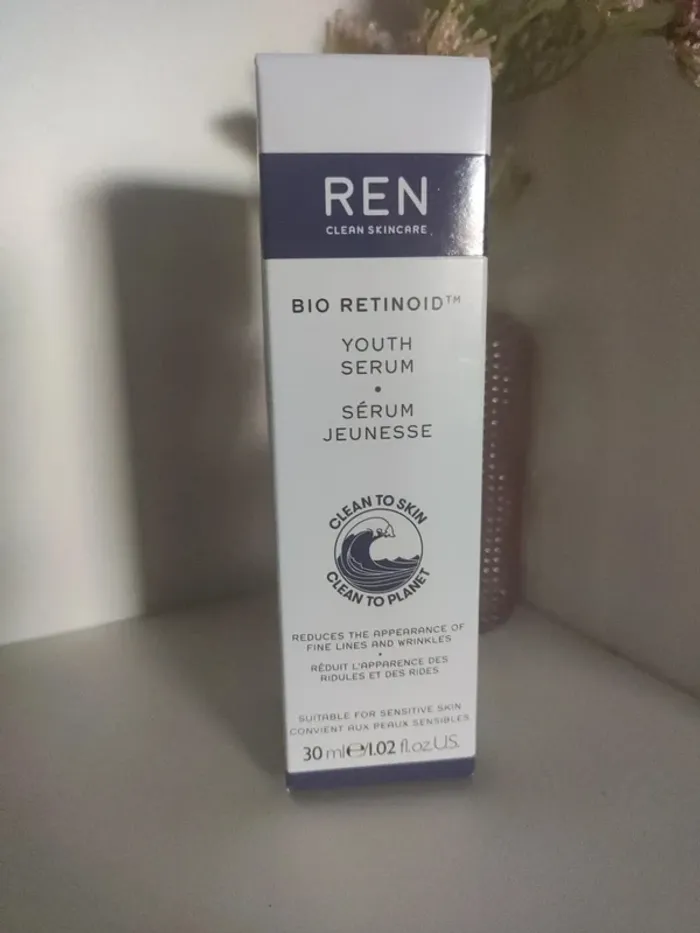 REN
CLEAN SKINCARE
BIO RETINOID™
YOUTH
SERUM
•
SÉRUM
JEUNESSE
CLEAN TO SKIN
CLEAN TO PLANET
REDUCES THE APPEARANCE OF
FINE LINES AND WRINKLES
•
RÉDUIT L'APPARENCE DES
RIDULES ET DES RIDES
SUITABLE FOR SENSITIVE SKIN
CONVIENT AUX PEAUX SENSIBLES
30 ml℮/1.02 fl.oz.US.